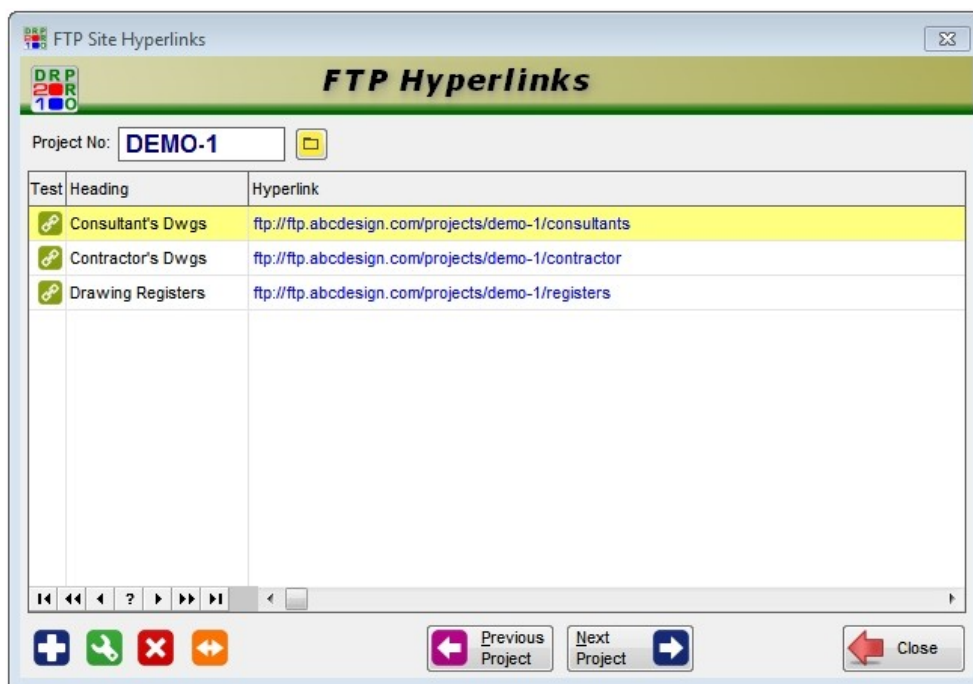 FTP Site Hyperlinks
DRP
2 R
1 O
FTP Hyperlinks
Project No: DEMO-1
Test Heading Hyperlink
Consultant's Dwgs ftp://ftp.abcdesign.com/projects/demo-1/consultants
Contractor's Dwgs ftp://ftp.abcdesign.com/projects/demo-1/contractor
Drawing Registers ftp://ftp.abcdesign.com/projects/demo-1/registers
?
Previous
Project
Next
Project
Close